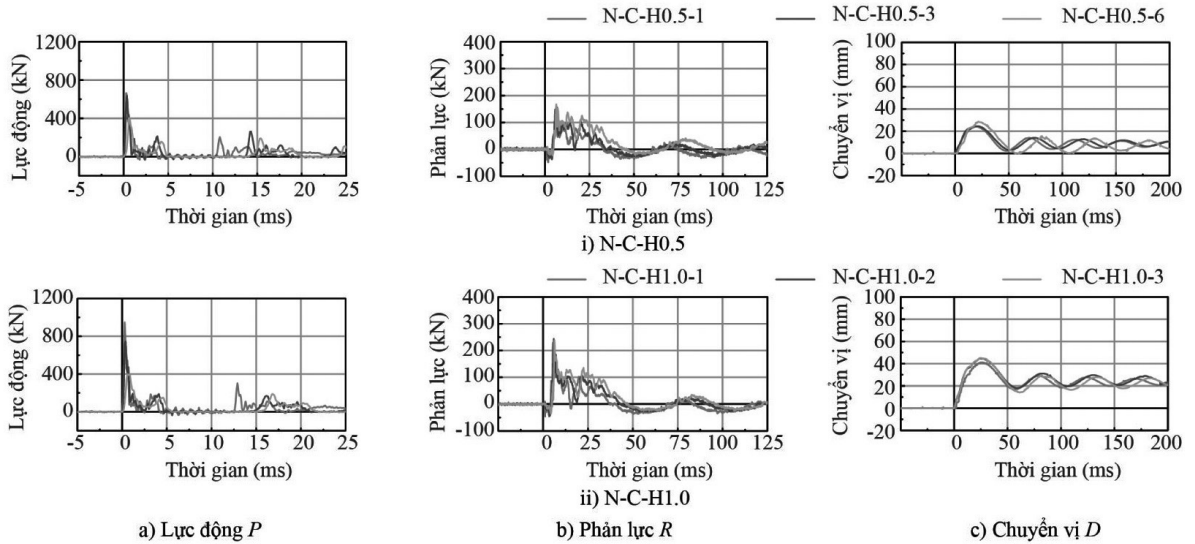 N-C-H0.5-1 N-C-H0.5-3 N-C-H0.5-6
Lực động (kN)
1200
800
400
0
-5 0 5 10 15 20 25
Thời gian (ms)
Phản lực (kN)
400
300
200
100
0
-100
0 25 50 75 100 125
Thời gian (ms)
Chuyển vị (mm)
100
80
60
40
20
0
-20
0 50 100 150 200
Thời gian (ms)
i) N-C-H0.5
N-C-H1.0-1 N-C-H1.0-2 N-C-H1.0-3
Lực động (kN)
1200
800
400
0
-5 0 5 10 15 20 25
Thời gian (ms)
Phản lực (kN)
400
300
200
100
0
-100
0 25 50 75 100 125
Thời gian (ms)
Chuyển vị (mm)
100
80
60
40
20
0
-20
0 50 100 150 200
Thời gian (ms)
ii) N-C-H1.0
a) Lực động P b) Phản lực R c) Chuyển vị D